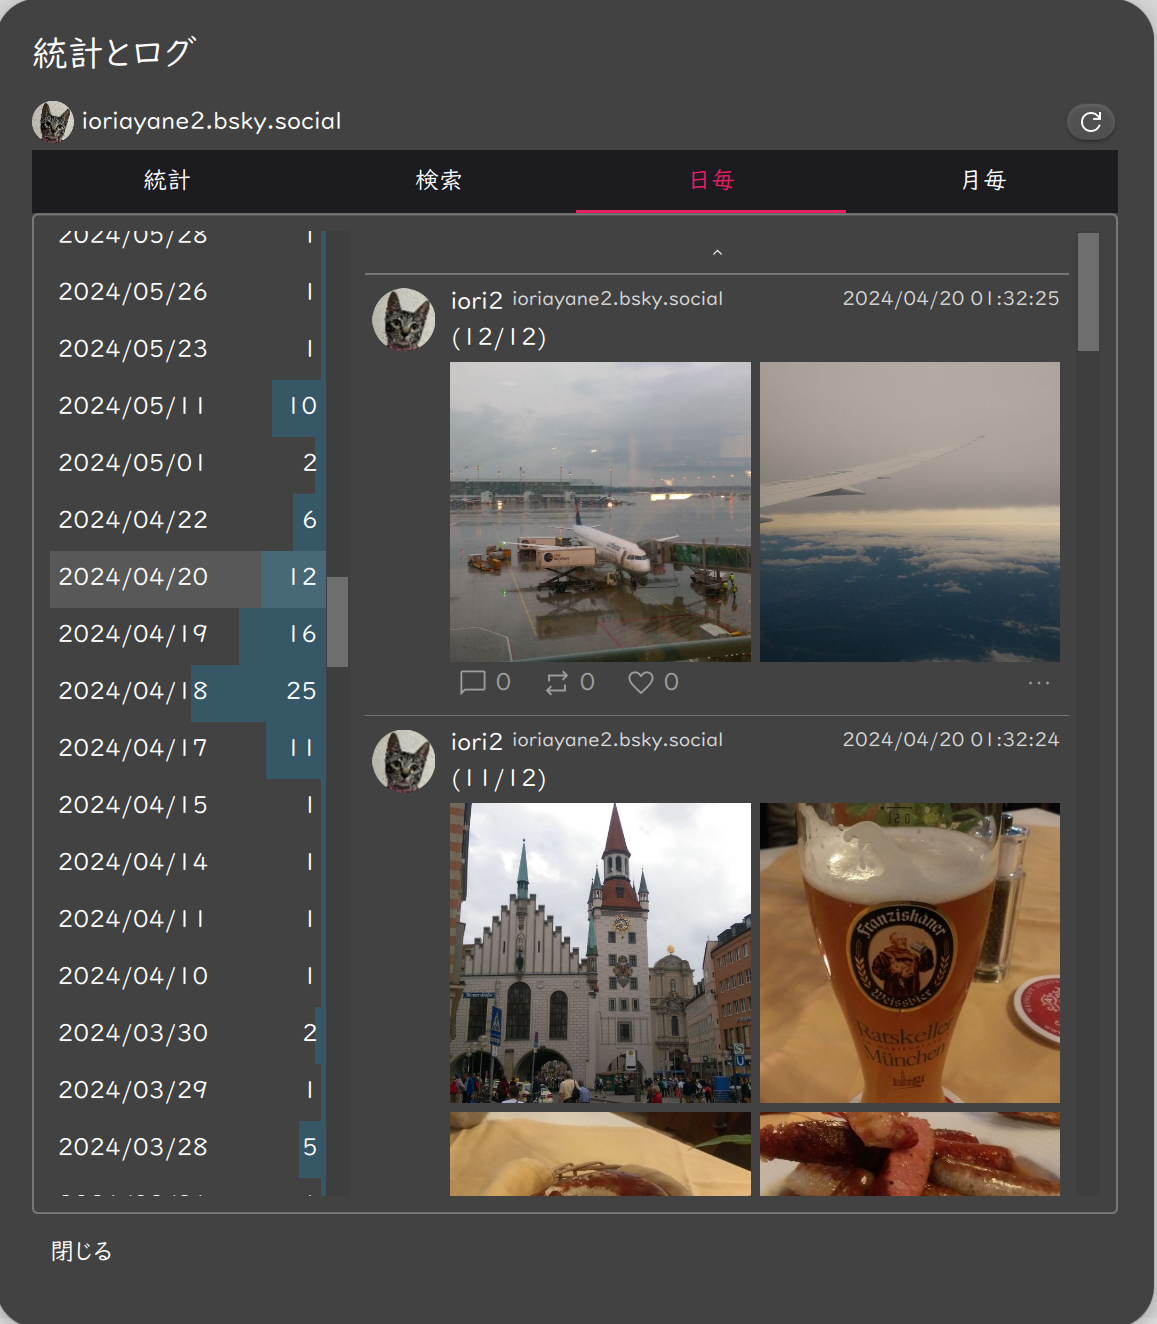 統計とログ
ioriayane2.bsky.social
統計 検索 日毎 月毎
2024/05/28 1
2024/05/26 1
2024/05/23 1
2024/05/11 10
2024/05/01 2
2024/04/22 6
2024/04/20 12
2024/04/19 16
2024/04/18 25
2024/04/17 11
2024/04/15 1
2024/04/14 1
2024/04/11 1
2024/04/10 1
2024/03/30 2
2024/03/29 1
2024/03/28 5
iori2 ioriayane2.bsky.social 2024/04/20 01:32:25
(12/12)
0 0 0 ...
iori2 ioriayane2.bsky.social 2024/04/20 01:32:24
(11/12)
Franziskaner
Weissbier
Ratskeller
München
閉じる